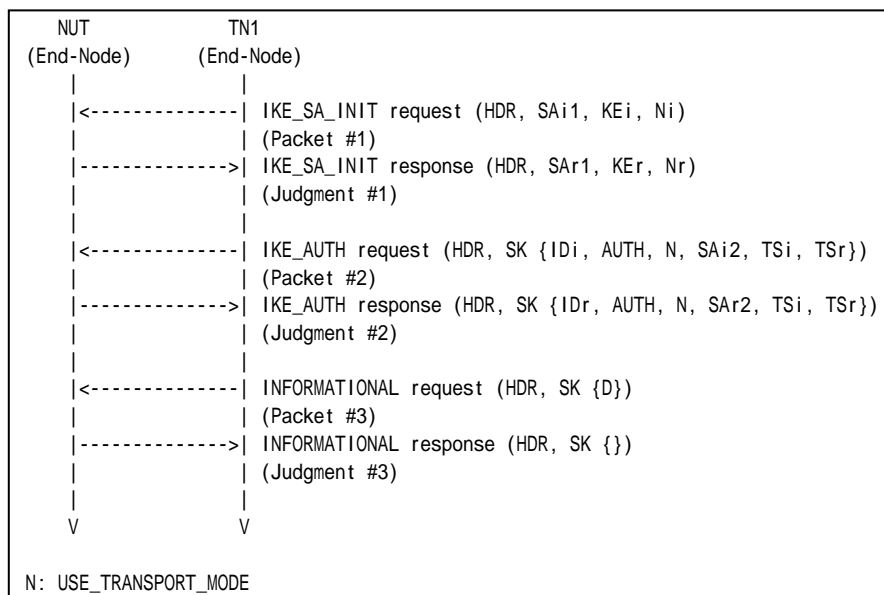 NUT TN1
(End-Node) (End-Node)
| |
|<--------------| IKE_SA_INIT request (HDR, SAi1, KEi, Ni)
| | (Packet #1)
|-------------->| IKE_SA_INIT response (HDR, SAr1, KEr, Nr)
| | (Judgment #1)
| |
|<--------------| IKE_AUTH request (HDR, SK {IDi, AUTH, N, SAi2, TSi, TSr})
| | (Packet #2)
|-------------->| IKE_AUTH response (HDR, SK {IDr, AUTH, N, SAr2, TSi, TSr})
| | (Judgment #2)
| |
|<--------------| INFORMATIONAL request (HDR, SK {D})
| | (Packet #3)
|-------------->| INFORMATIONAL response (HDR, SK {})
| | (Judgment #3)
| |
V V
N: USE_TRANSPORT_MODE